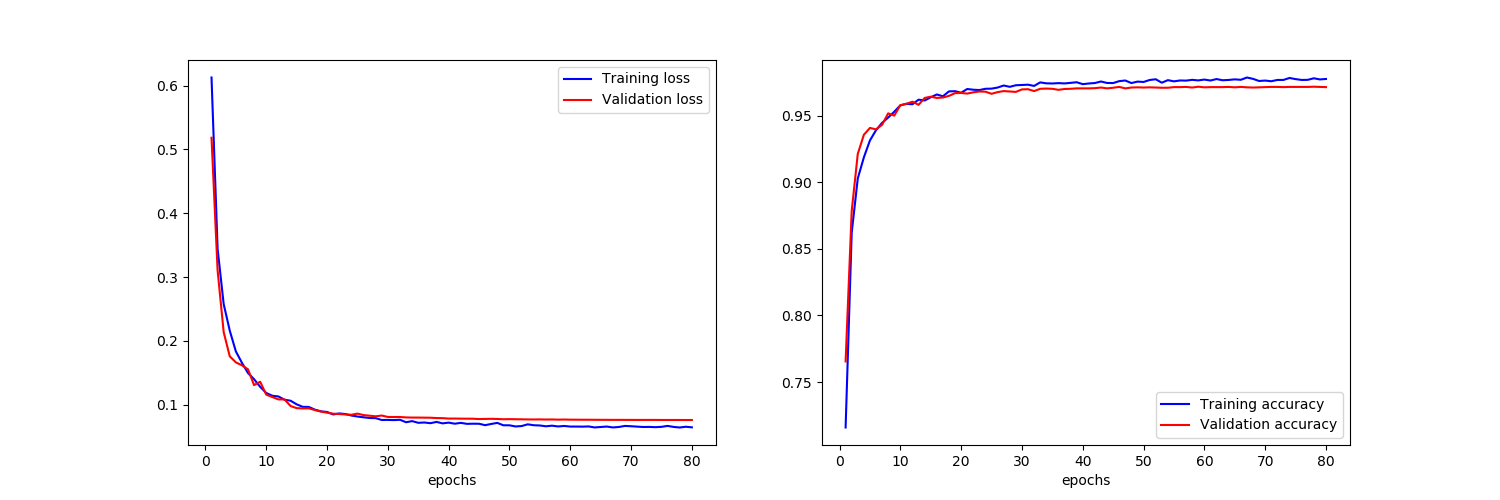 Training loss
Validation loss
0.6
0.5
0.4
0.3
0.2
0.1
0 10 20 30 40 50 60 70 80
epochs
0.95
0.90
0.85
0.80
0.75
Training accuracy
Validation accuracy
0 10 20 30 40 50 60 70 80
epochs